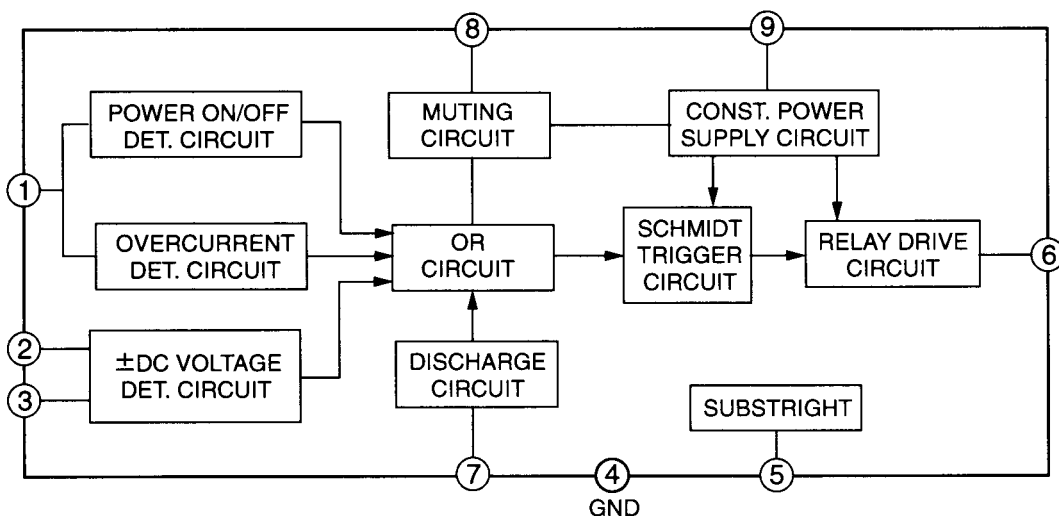 8
9
POWER ON/OFF
DET. CIRCUIT
MUTING
CIRCUIT
CONST. POWER
SUPPLY CIRCUIT
1
OVERCURRENT
DET. CIRCUIT
OR
CIRCUIT
SCHMIDT
TRIGGER
CIRCUIT
RELAY DRIVE
CIRCUIT
6
2
3
±DC VOLTAGE
DET. CIRCUIT
DISCHARGE
CIRCUIT
SUBSTRIGHT
7
4
5
GND